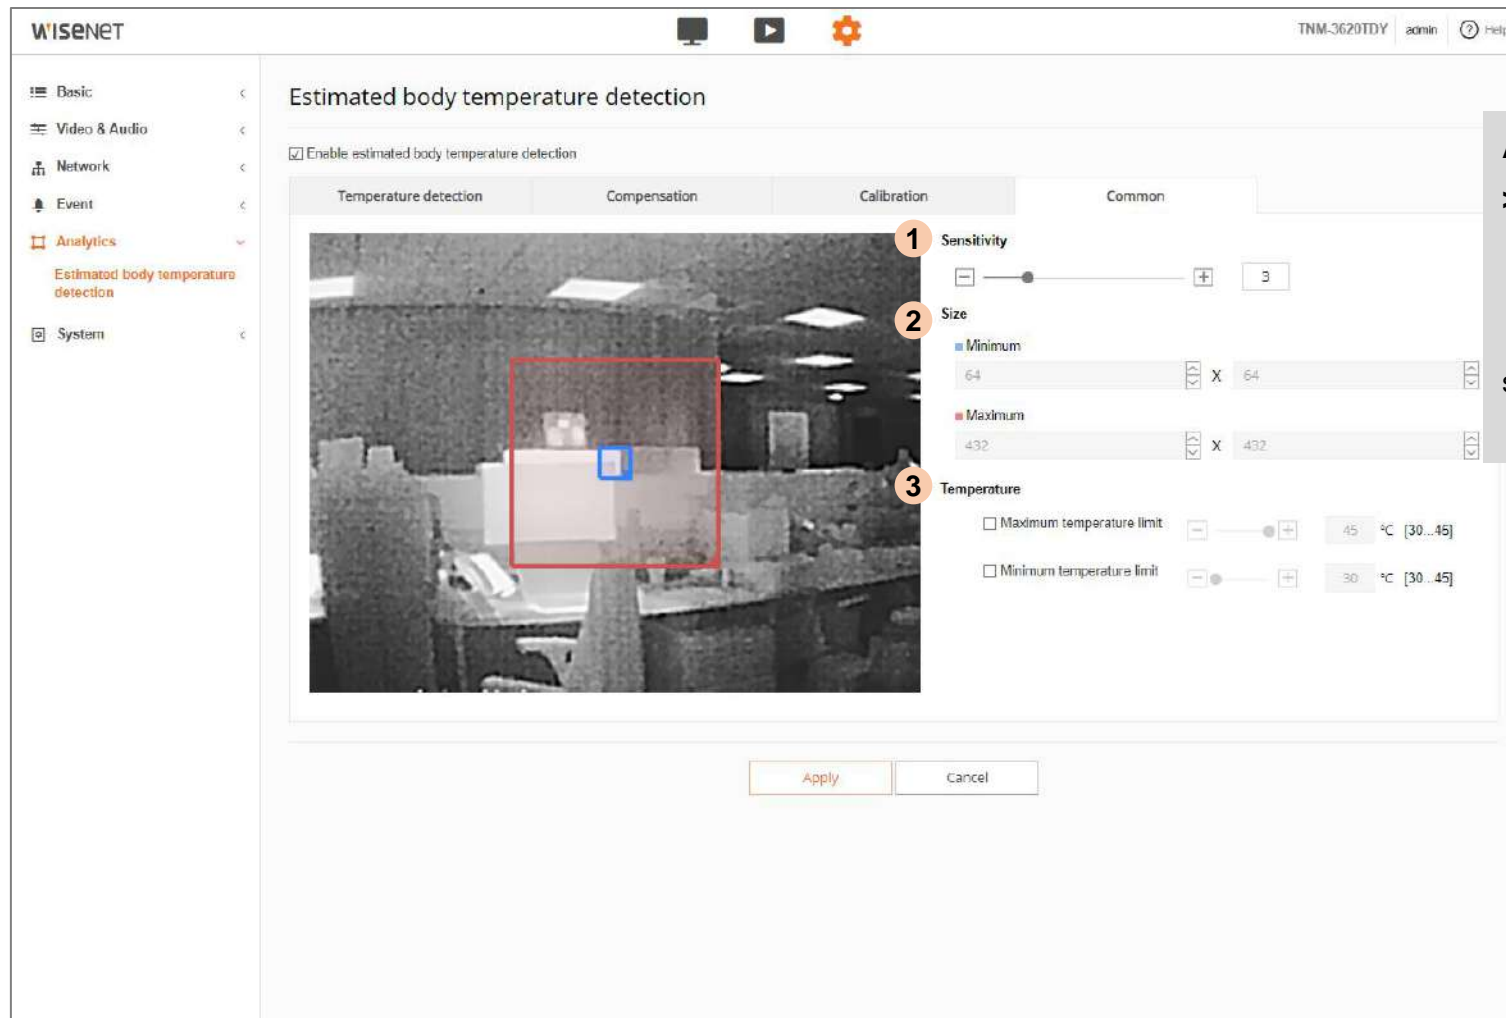 WISENET
TNM-3620TDY admin ? Help
Basic
Video & Audio
Network
Event
Analytics
Estimated body temperature
detection
System
Estimated body temperature detection
Enable estimated body temperature detection
Temperature detection Compensation Calibration Common
1 Sensitivity
3
2 Size
Minimum
64 X 64
Maximum
432 X 432
3 Temperature
Maximum temperature limit 45 °C [30...45]
Minimum temperature limit 30 °C [30...45]
Apply Cancel